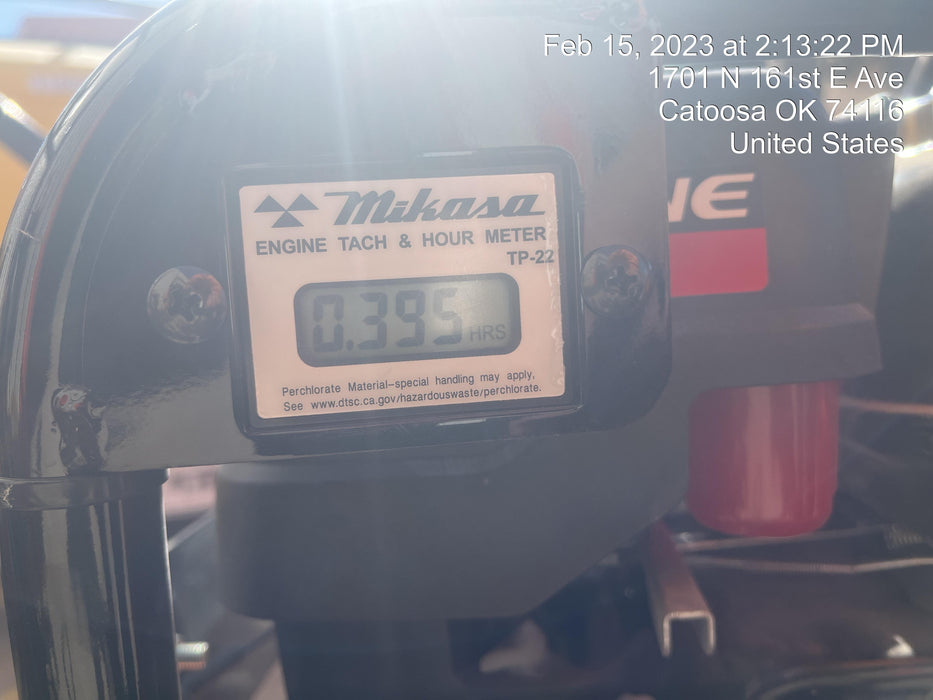 Feb 15, 2023 at 2:13:22 PM
1701 N 161st E Ave
Catoosa OK 74116
United States
Mikasa
ENGINE TACH & HOUR METER
TP-22
0.395 HRS
Perchlorate Material-special handling may apply,
See www.dtsc.ca.gov/hazardouswaste/perchlorate.
NE